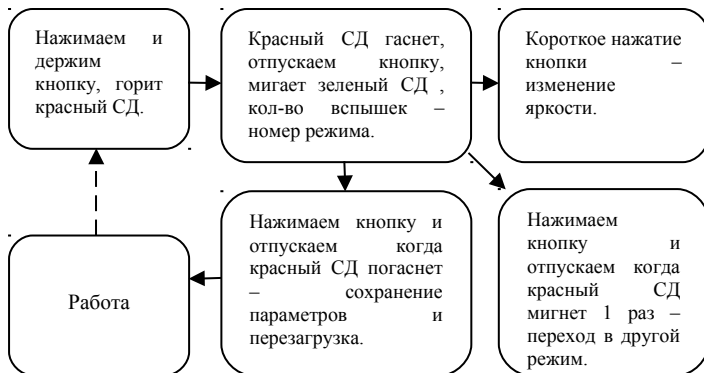 Нажимаем и
держим
кнопку, горит
красный СД.
Красный СД гаснет,
отпускаем кнопку,
мигает зеленый СД ,
кол-во вспышек –
номер режима.
Короткое нажатие
кнопки –
изменение
яркости.
Работа
Нажимаем кнопку и
отпускаем когда
красный СД погаснет
– сохранение
параметров и
перезагрузка.
Нажимаем
кнопку и
отпускаем когда
красный СД
мигнет 1 раз –
переход в другой
режим.